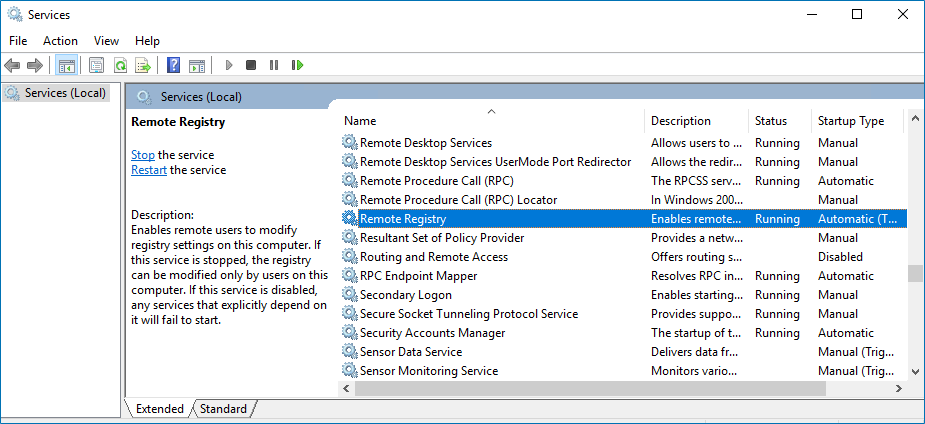 Services
File Action View Help
Services (Local)
Services (Local)
Remote Registry
Stop the service
Restart the service
Description:
Enables remote users to modify
registry settings on this computer. If
this service is stopped, the registry
can be modified only by users on this
computer. If this service is disabled,
any services that explicitly depend on
it will fail to start.
Name Description Status Startup Type
Remote Desktop Services Allows users to ... Running Manual
Remote Desktop Services UserMode Port Redirector Allows the redir... Running Manual
Remote Procedure Call (RPC) The RPCSS serv... Running Automatic
Remote Procedure Call (RPC) Locator In Windows 200... Manual
Remote Registry Enables remote... Running Automatic (T...
Resultant Set of Policy Provider Provides a netw... Manual
Routing and Remote Access Offers routing s... Disabled
RPC Endpoint Mapper Resolves RPC in... Running Automatic
Secondary Logon Enables starting... Running Manual
Secure Socket Tunneling Protocol Service Provides suppo... Running Manual
Security Accounts Manager The startup of t... Running Automatic
Sensor Data Service Delivers data fr... Manual (Trig...
Sensor Monitoring Service Monitors vario... Manual (Trig...
Extended Standard